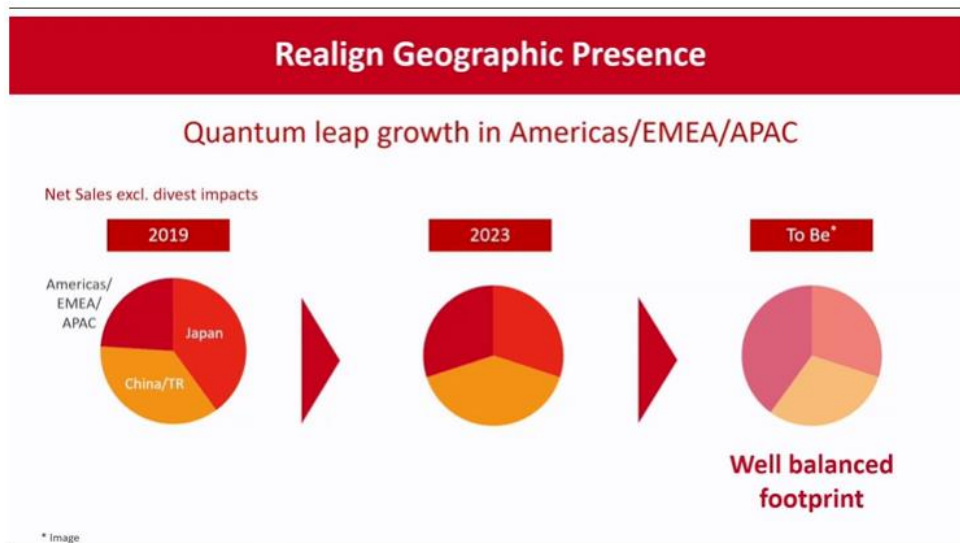 Realign Geographic Presence
Quantum leap growth in Americas/EMEA/APAC
Net Sales excl. divest impacts
2019
2023
To Be*
Americas/
EMEA/
APAC
Japan
China/TR
Well balanced
footprint
* Image